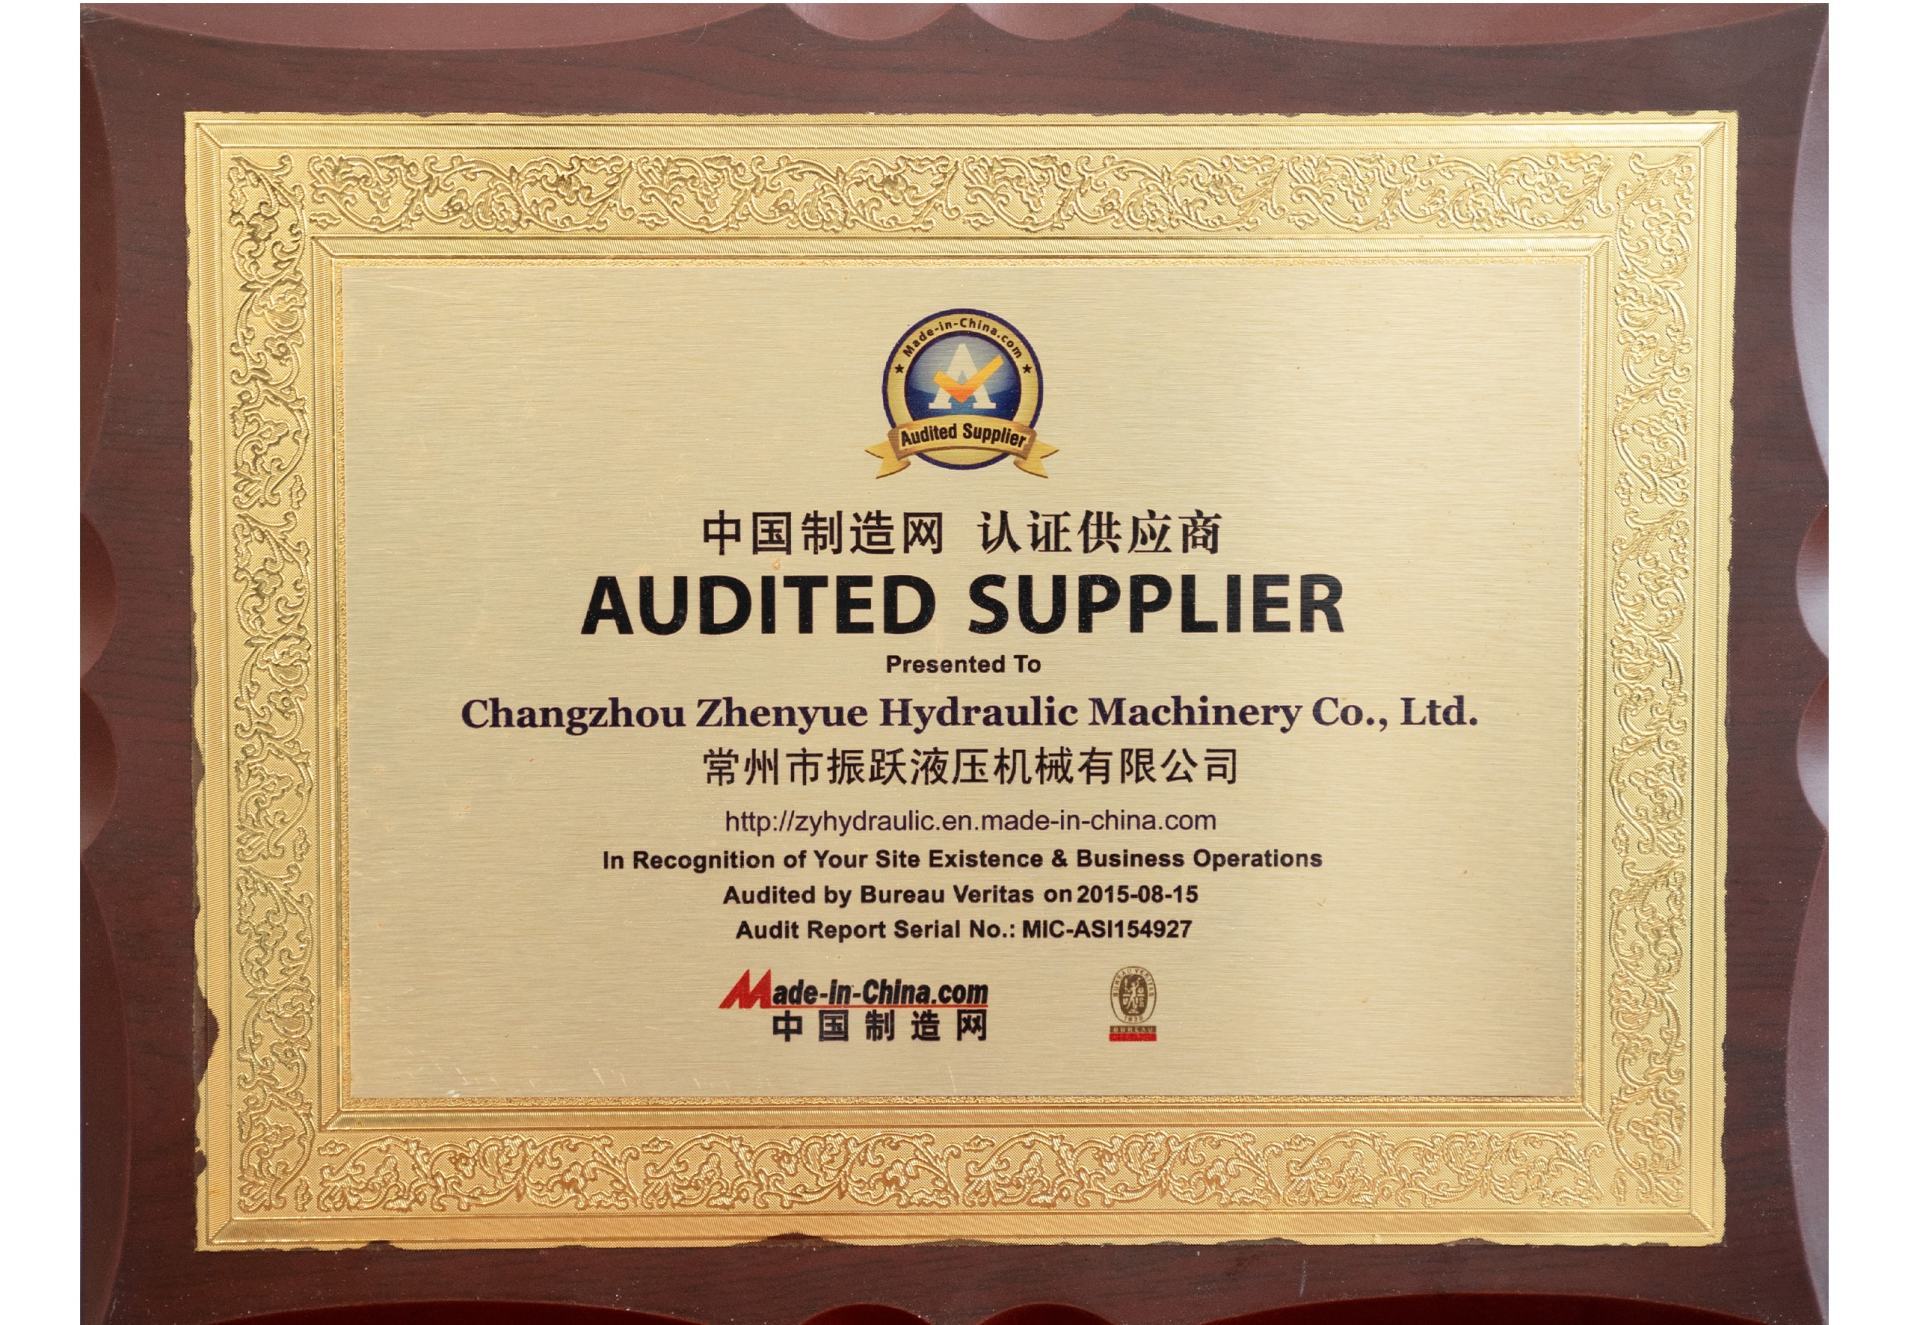 Made-in-China.com
Audited Supplier
中国制造网 认证供应商
AUDITED SUPPLIER
Presented To
Changzhou Zhenyue Hydraulic Machinery Co., Ltd.
常州市振跃液压机械有限公司
http://zyhydraulic.en.made-in-china.com
In Recognition of Your Site Existence & Business Operations
Audited by Bureau Veritas on 2015-08-15
Audit Report Serial No.: MIC-ASI154927
Made-in-China.com
中国制造网
BUREAU VERITAS
1828
BUREAU